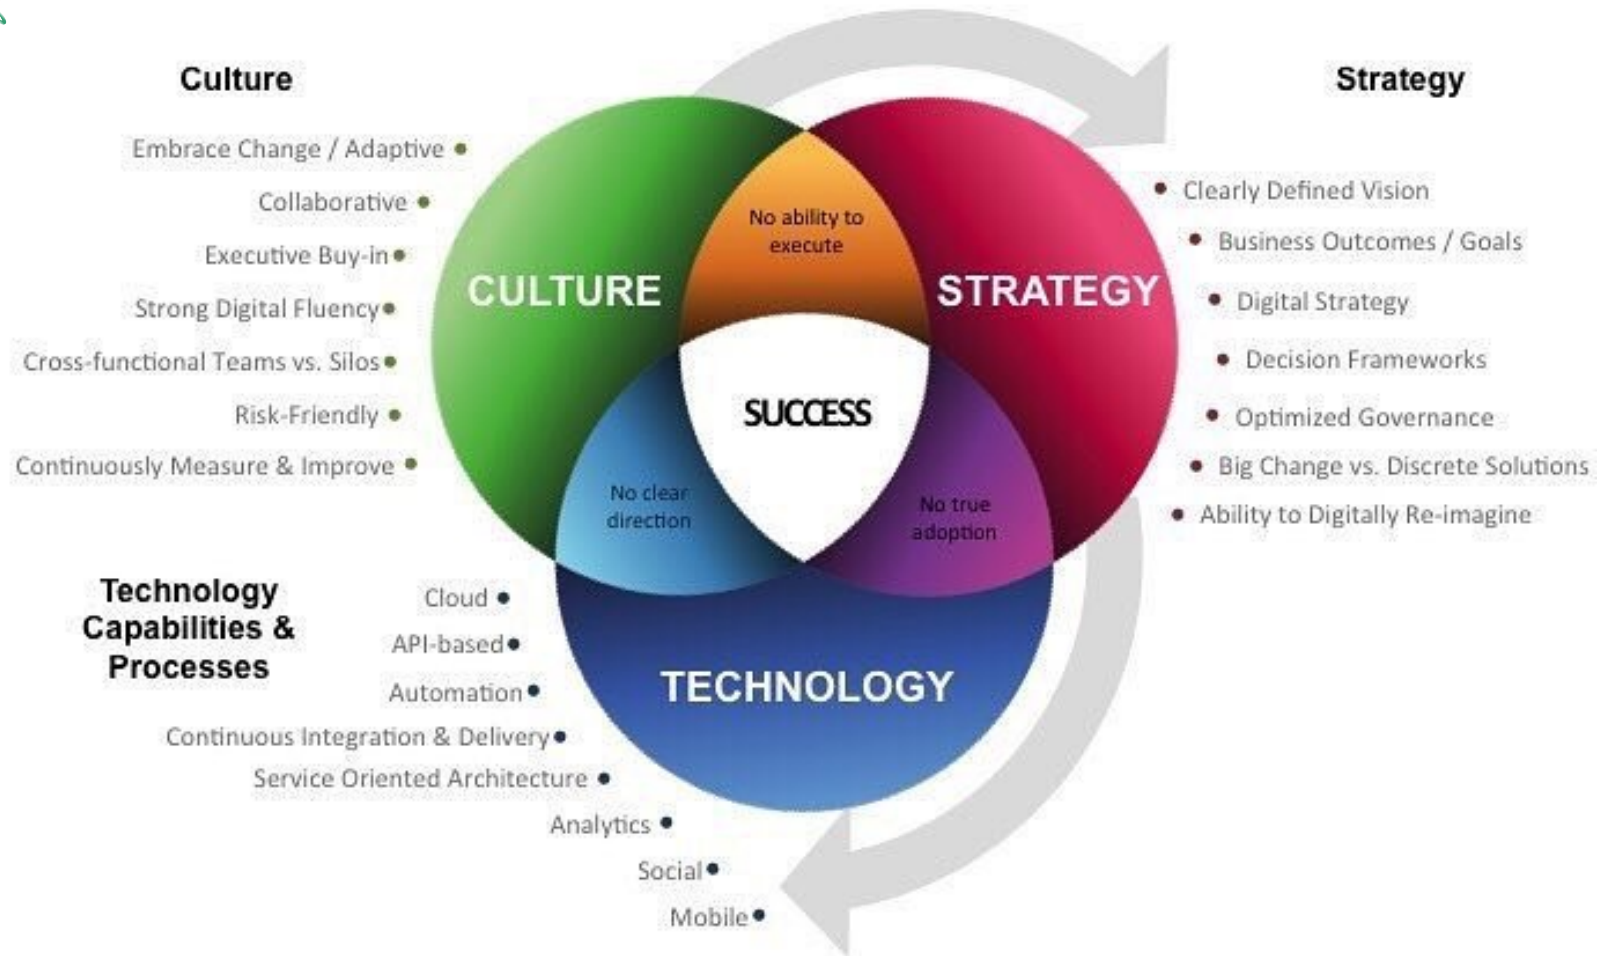 Culture
Embrace Change / Adaptive
Collaborative
Executive Buy-in
Strong Digital Fluency
Cross-functional Teams vs. Silos
Risk-Friendly
Continuously Measure & Improve
Strategy
Clearly Defined Vision
Business Outcomes / Goals
Digital Strategy
Decision Frameworks
Optimized Governance
Big Change vs. Discrete Solutions
Ability to Digitally Re-imagine
CULTURE
STRATEGY
No ability to
execute
SUCCESS
No clear
direction
No true
adoption
TECHNOLOGY
Technology
Capabilities &
Processes
Cloud
API-based
Automation
Continuous Integration & Delivery
Service Oriented Architecture
Analytics
Social
Mobile